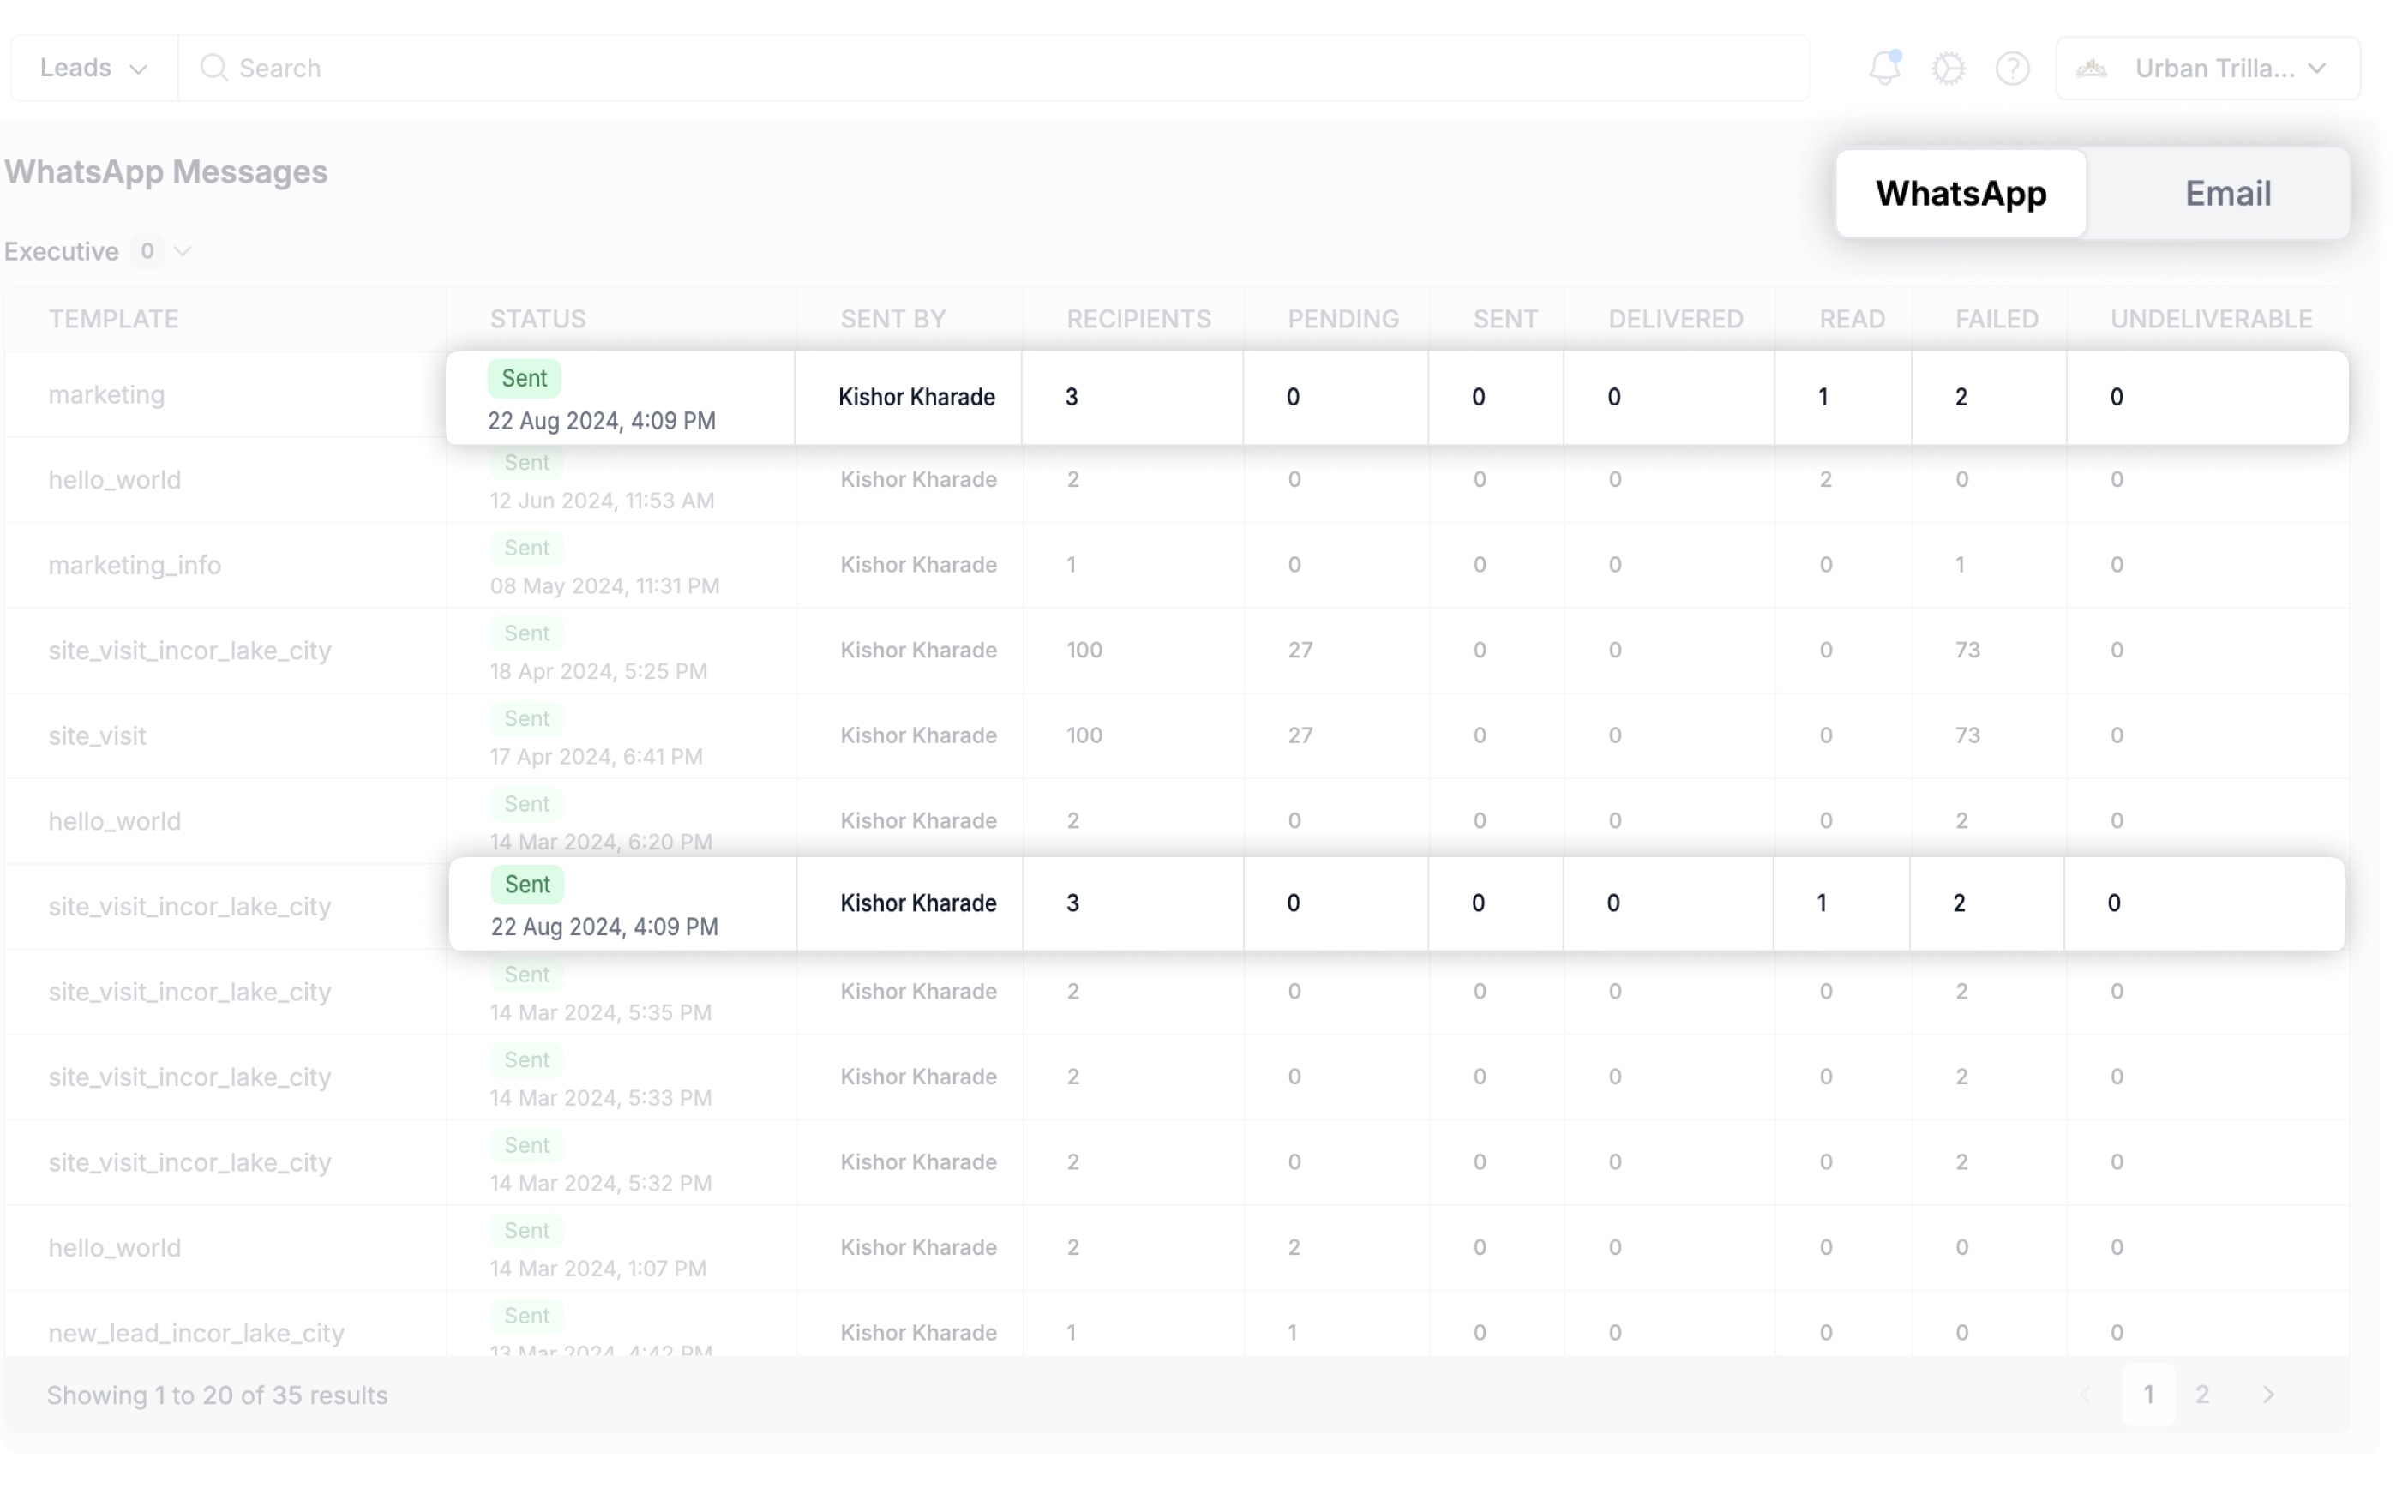 Leads Search Urban Trilla...
WhatsApp Messages
WhatsApp Email
Executive 0
TEMPLATE STATUS SENT BY RECIPIENTS PENDING SENT DELIVERED READ FAILED UNDELIVERABLE
marketing Sent Kishor Kharade 3 0 0 0 1 2 0
22 Aug 2024, 4:09 PM
hello_world Sent Kishor Kharade 2 0 0 0 2 0 0
12 Jun 2024, 11:53 AM
marketing_info Sent Kishor Kharade 1 0 0 0 0 1 0
08 May 2024, 11:31 PM
site_visit_incor_lake_city Sent Kishor Kharade 100 27 0 0 0 73 0
18 Apr 2024, 5:25 PM
site_visit Sent Kishor Kharade 100 27 0 0 0 73 0
17 Apr 2024, 6:41 PM
hello_world Sent Kishor Kharade 2 0 0 0 0 2 0
14 Mar 2024, 6:20 PM
site_visit_incor_lake_city Sent Kishor Kharade 3 0 0 0 1 2 0
22 Aug 2024, 4:09 PM
site_visit_incor_lake_city Sent Kishor Kharade 2 0 0 0 0 2 0
14 Mar 2024, 5:35 PM
site_visit_incor_lake_city Sent Kishor Kharade 2 0 0 0 0 2 0
14 Mar 2024, 5:33 PM
site_visit_incor_lake_city Sent Kishor Kharade 2 0 0 0 0 2 0
14 Mar 2024, 5:32 PM
hello_world Sent Kishor Kharade 2 2 0 0 0 0 0
14 Mar 2024, 1:07 PM
new_lead_incor_lake_city Sent Kishor Kharade 1 1 0 0 0 0 0
13 Mar 2024, 4:42 PM
Showing 1 to 20 of 35 results 1 2